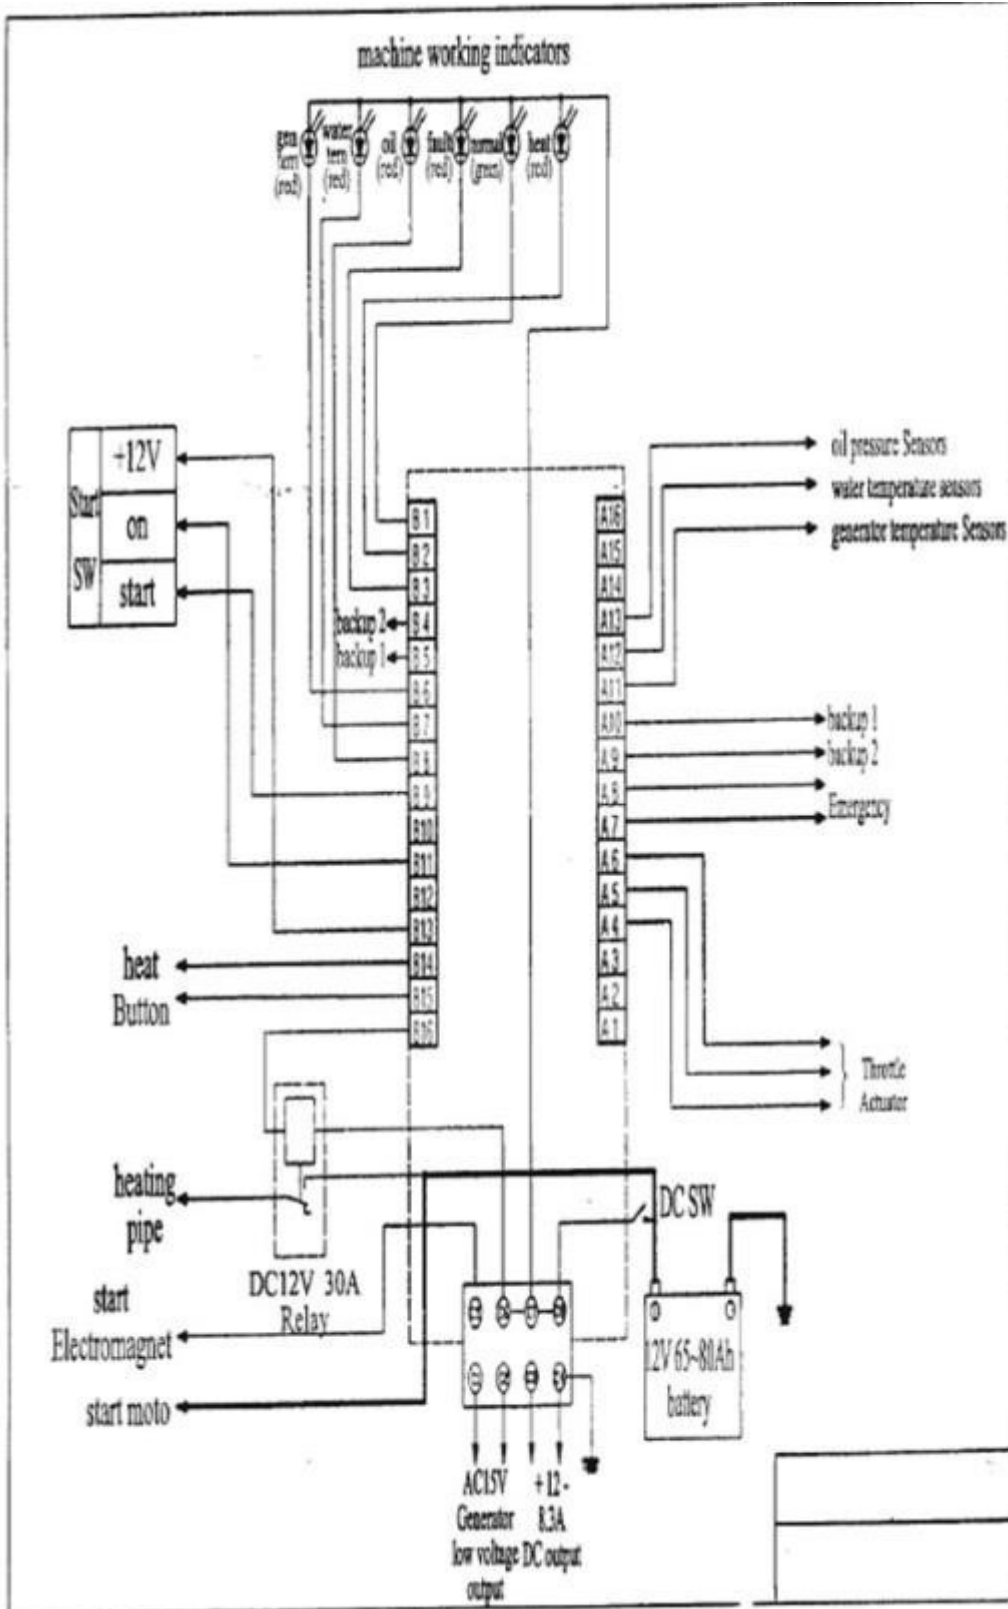 machine working indicators
gen
(red)
water
tem
(red)
oil
(red)
fault
(red)
normal
(green)
heat
(red)
Start
SW
+12V
on
start
B1
B2
B3
B4
B5
B6
B7
B8
B9
B10
B11
B12
B13
B14
B15
B16
backup 2
backup 1
A16
A15
A14
A13
A12
A11
A10
A9
A8
A7
A6
A5
A4
A3
A2
A1
oil pressure Sensors
water temperature sensors
generator temperature Sensors
backup 1
backup 2
Emergency
Throttle
Actuator
heat
Button
heating
pipe
DC12V 30A
Relay
start
Electromagnet
start moto
DC SW
12V 65~80Ah
battery
AC15V
Generator
low voltage
output
+12-
8.3A
DC output